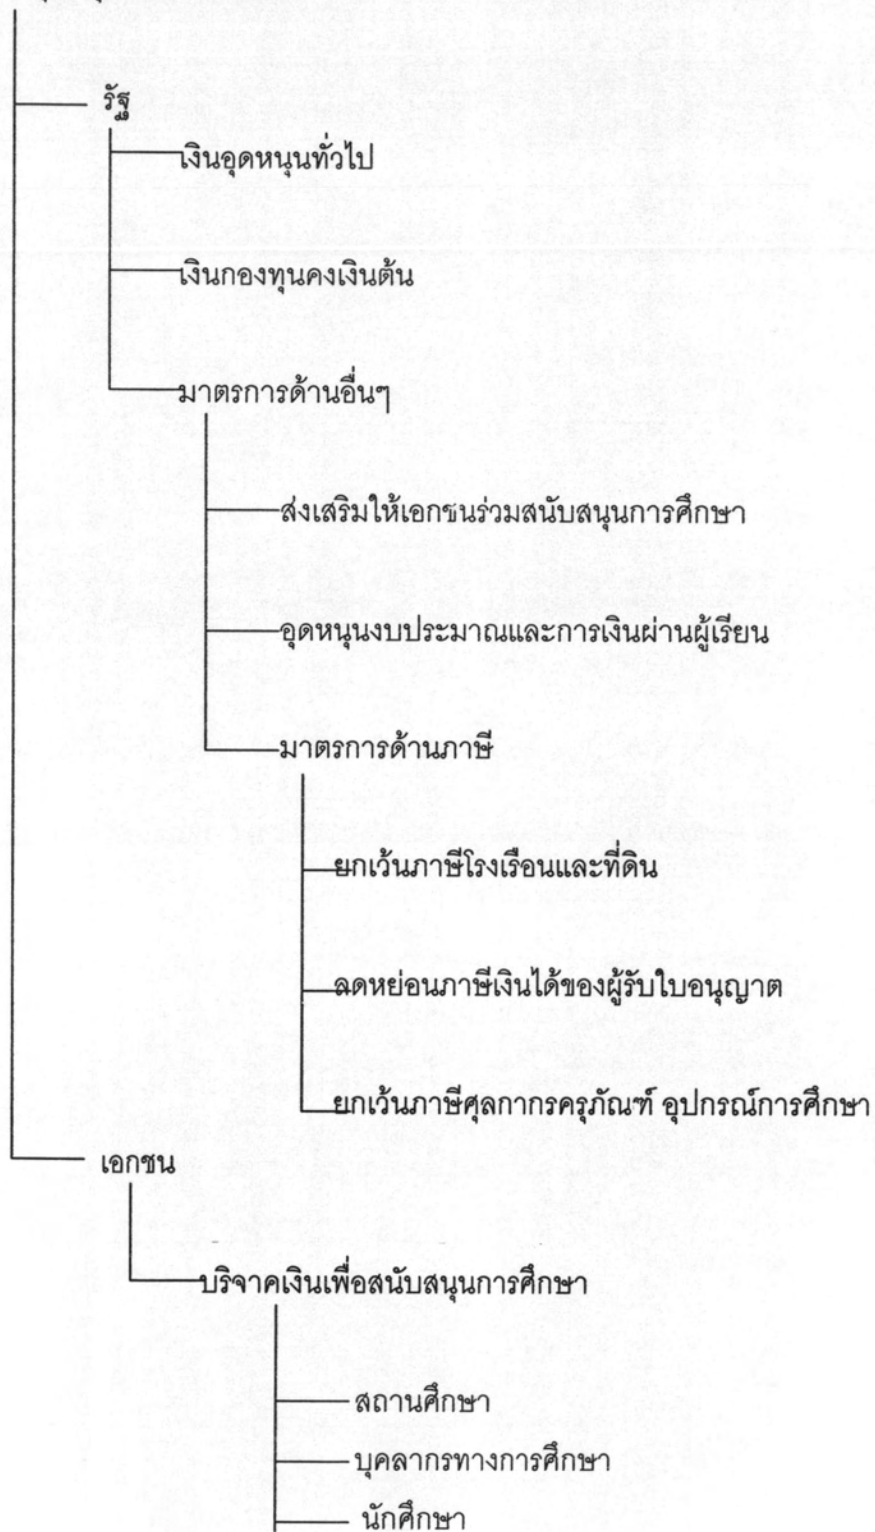 รัฐ
เงินอุดหนุนทั่วไป
เงินกองทุนคงเงินต้น
มาตรการด้านอื่นๆ
ส่งเสริมให้เอกชนร่วมสนับสนุนการศึกษา
อุดหนุนงบประมาณและการเงินผ่านผู้เรียน
มาตรการด้านภาษี
ยกเว้นภาษีโรงเรือนและที่ดิน
ลดหย่อนภาษีเงินได้ของผู้รับใบอนุญาต
ยกเว้นภาษีศุลกากรครุภัณฑ์ อุปกรณ์การศึกษา
เอกชน
บริจาคเงินเพื่อสนับสนุนการศึกษา
สถานศึกษา
บุคลากรทางการศึกษา
นักศึกษา